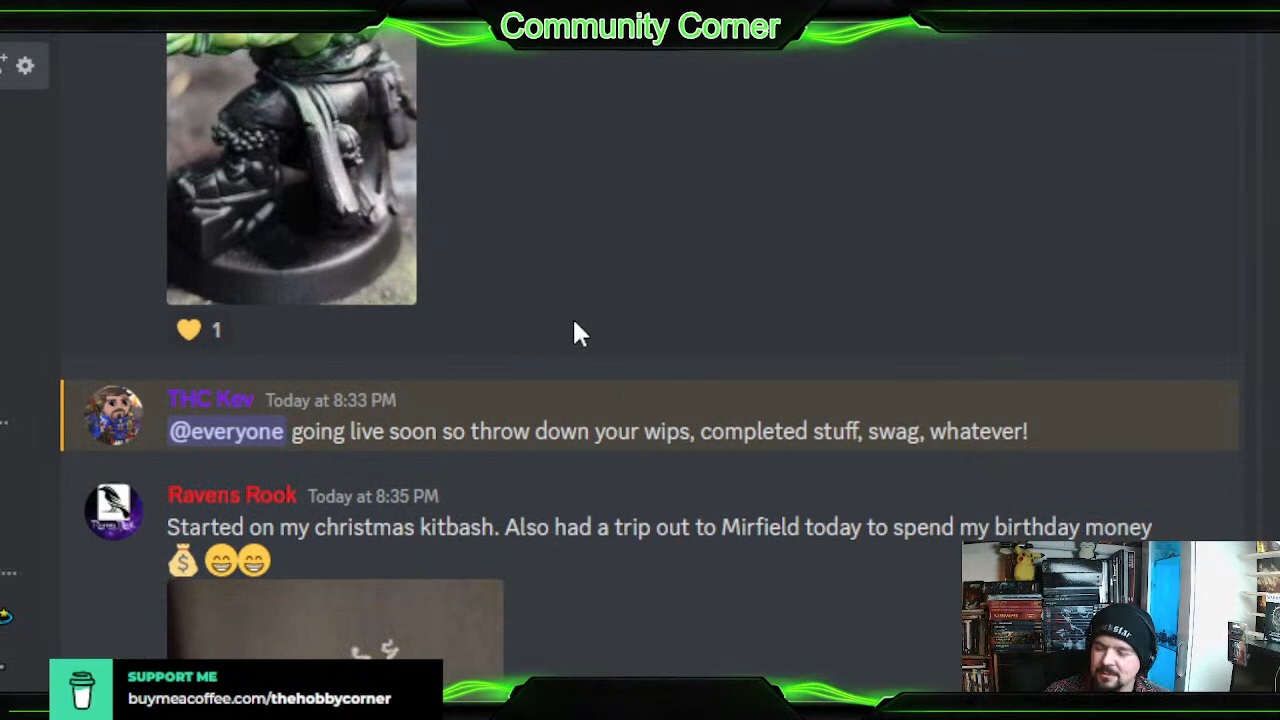 Community Corner
1
THC Kev Today at 8:33 PM
@everyone going live soon so throw down your wips, completed stuff, swag, whatever!
Ravens Rook Today at 8:35 PM
Started on my christmas kitbash. Also had a trip out to Mirfield today to spend my birthday money
SUPPORT ME
buymeacoffee.com/thehobbycorner